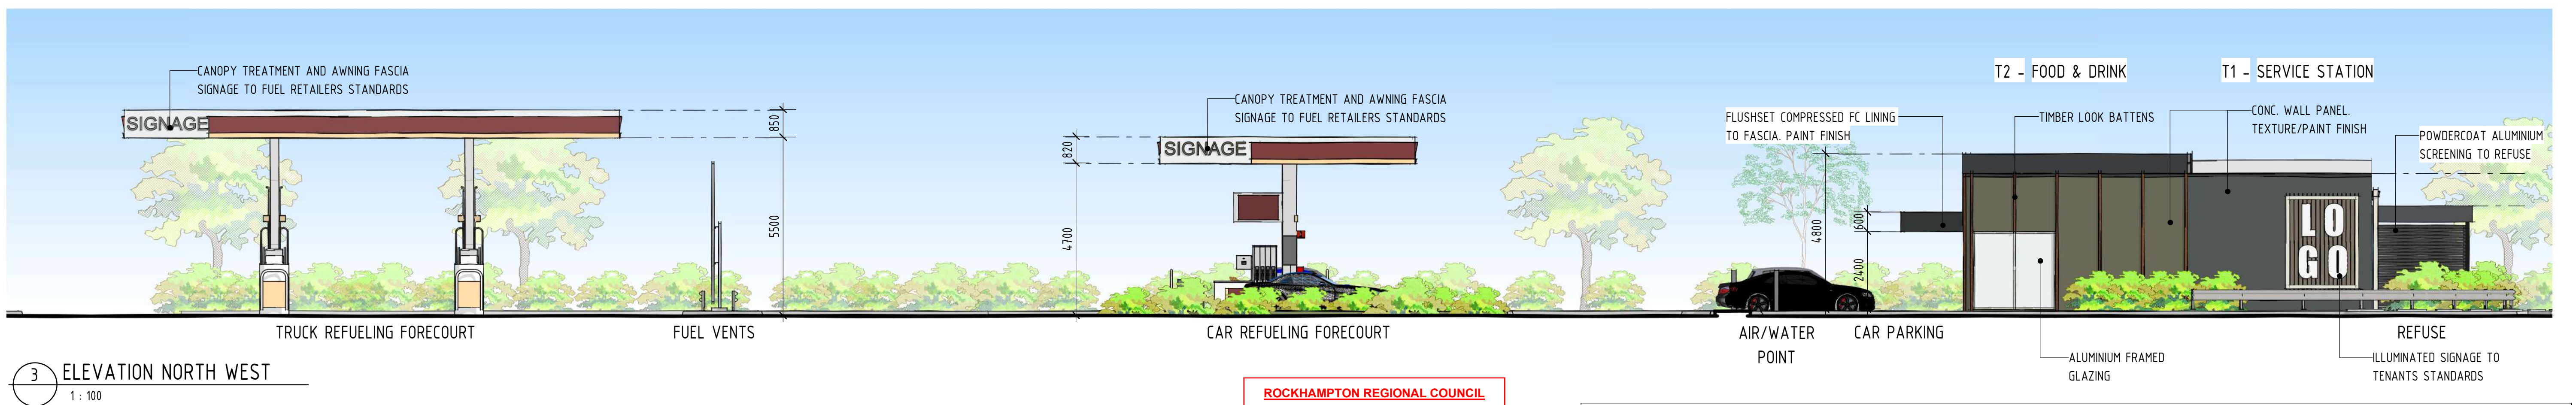 CANOPY TREATMENT AND AWNING FASCIA
SIGNAGE TO FUEL RETAILERS STANDARDS
SIGNAGE
850
5500
CANOPY TREATMENT AND AWNING FASCIA
SIGNAGE TO FUEL RETAILERS STANDARDS
SIGNAGE
820
4700
T2 - FOOD & DRINK
T1 - SERVICE STATION
FLUSHSET COMPRESSED FC LINING
TO FASCIA. PAINT FINISH
TIMBER LOOK BATTENS
CONC. WALL PANEL.
TEXTURE/PAINT FINISH
POWDERCOAT ALUMINIUM
SCREENING TO REFUSE
4800
600
2400
LO
GO
TRUCK REFUELING FORECOURT
FUEL VENTS
CAR REFUELING FORECOURT
AIR/WATER
POINT
CAR PARKING
REFUSE
ALUMINIUM FRAMED
GLAZING
ILLUMINATED SIGNAGE TO
TENANTS STANDARDS
3
ELEVATION NORTH WEST
1 : 100
ROCKHAMPTON REGIONAL COUNCIL